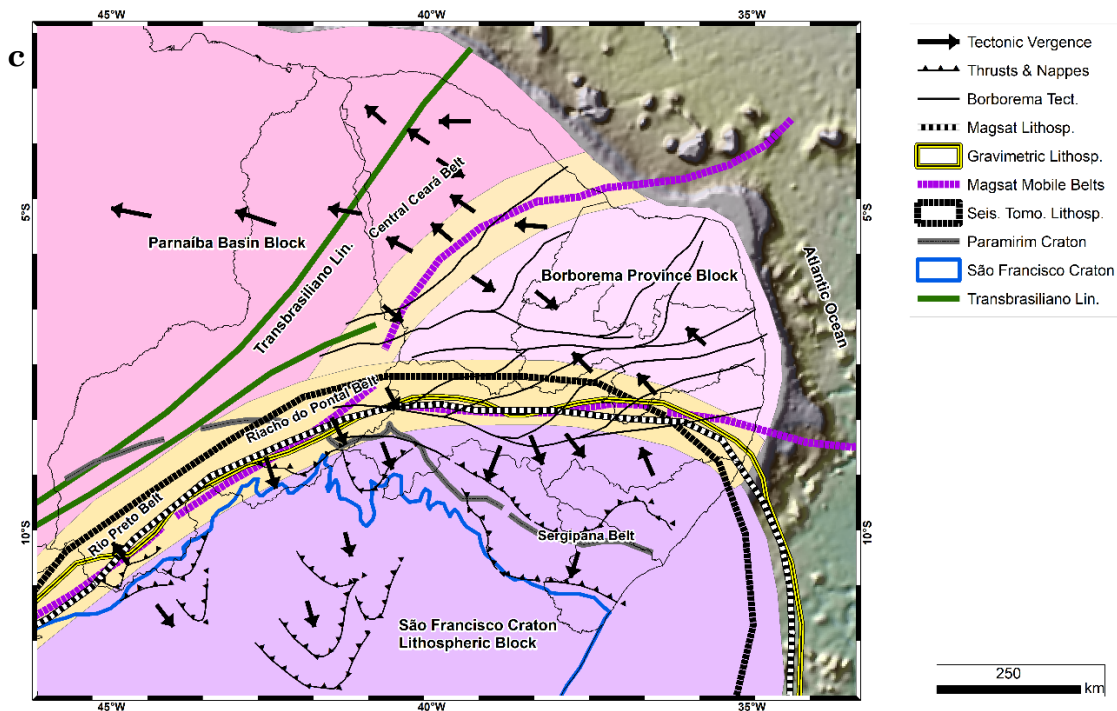 c
45°W 40°W 35°W
Tectonic Vergence
Thrusts & Nappes
Borborema Tect.
Magsat Lithosp.
Gravimetric Lithosp.
Magsat Mobile Belts
Seis. Tomo. Lithosp.
Paramirim Craton
São Francisco Craton
Transbrasiliano Lin.
5°S
5°S
Central Ceará Belt
Parnaíba Basin Block
Transbrasiliano Lin.
Borborema Province Block
Atlantic Ocean
Riacho do Pontal Belt
Rio Preto Belt
10°S
10°S
Sergipana Belt
São Francisco Craton
Lithospheric Block
250
km
45°W 40°W 35°W